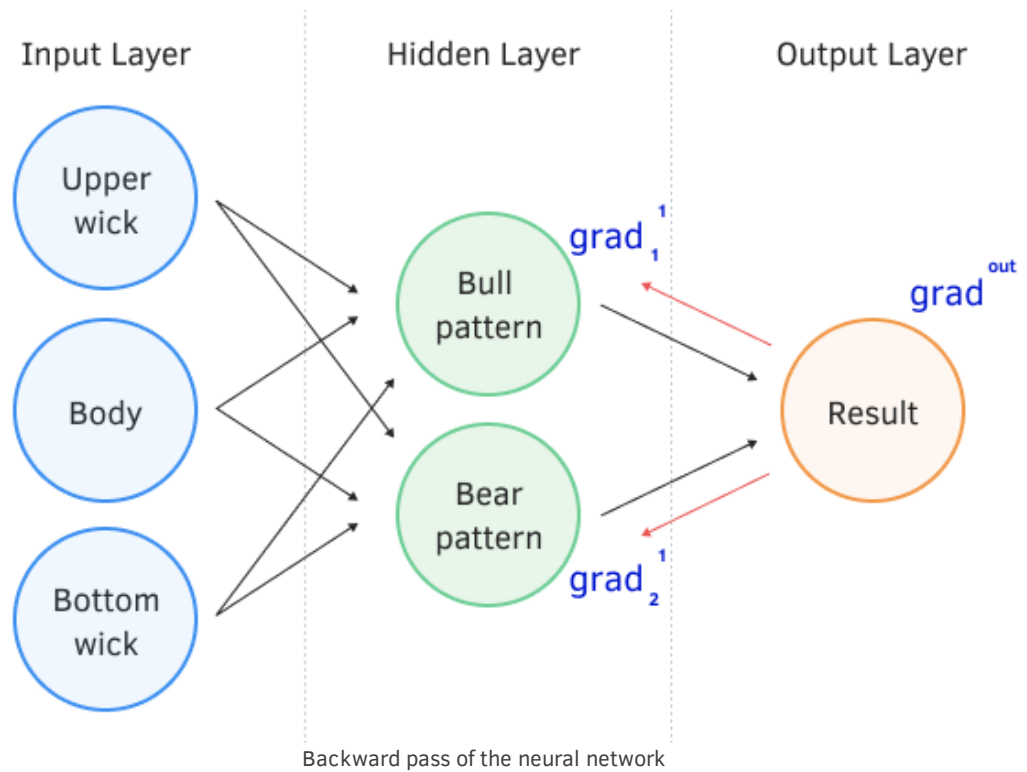 Input Layer
Hidden Layer
Output Layer
Upper
wick
grad 1 1
Bull
pattern
grad out
Body
Result
Bear
pattern
grad 1 2
Bottom
wick
Backward pass of the neural network